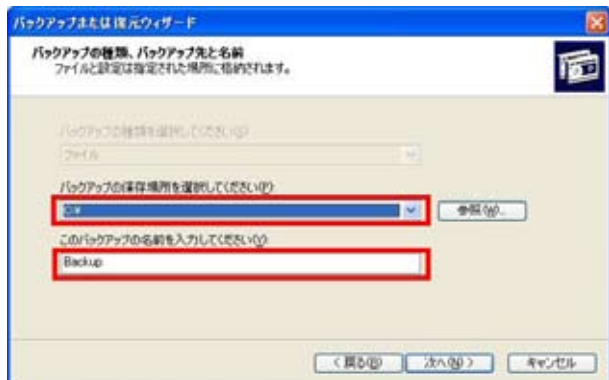 バックアップまたは復元ウィザード
バックアップの種類、バックアップ先と名前
ファイルと設定は指定された場所に格納されます。
バックアップの種類を選択してください(S)
ファイル
バックアップの保存場所を選択してください(P)
参照(W)...
このバックアップの名前を入力してください(Y)
Backup
< 戻る(B)
次へ(N) >
キャンセル